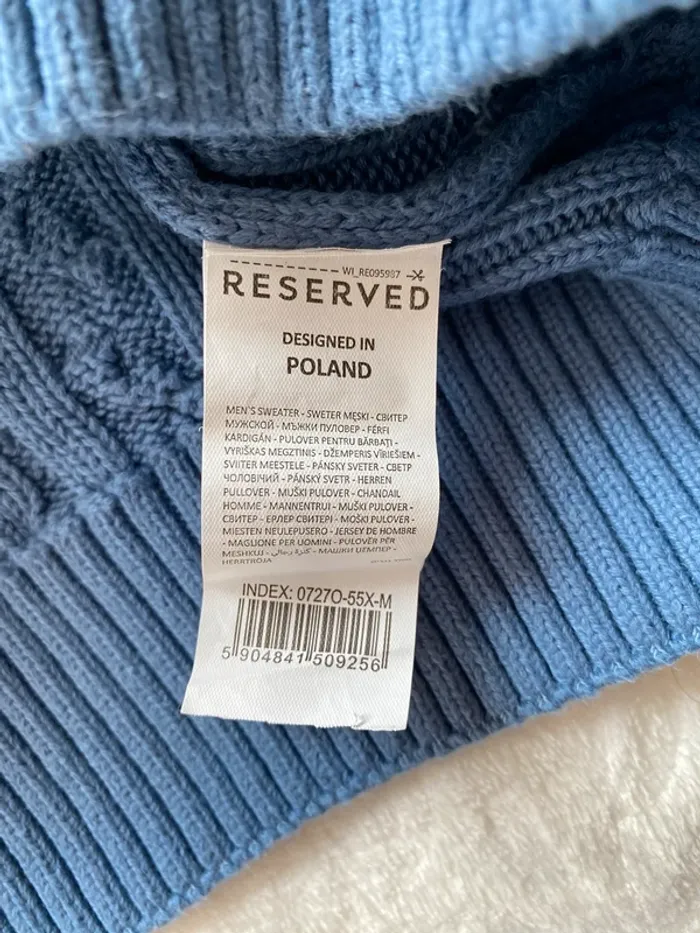 WI_RE095987
RESERVED
DESIGNED IN
POLAND
MEN'S SWEATER - SWETER MĘSKI - СВИТЕР
МУЖСКОЙ - МЪЖКИ ПУЛОВЕР - FÉRFI
KARDIGÁN - PULOVER PENTRU BĂRBAȚI -
VYRIŠKAS MEGZTINIS - DŽEMPERIS VĪRIEŠIEM -
SVIITER MEESTELE - PÁNSKY SVETER - СВЕТР
ЧОЛОВІЧИЙ - PÁNSKÝ SVETR - HERREN
PULLOVER - MUŠKI PULOVER - CHANDAIL
HOMME - MANNENTRUI - MUŠKI PULOVER -
СВИТЕР - ЕРЛЕР СВИТЕРІ - MOŠKI PULOVER -
MIESTEN NEULEPUSERO - JERSEY DE HOMBRE
- MAGLIONE PER UOMINI - PULOVËR PËR
MESHKUJ - كنزة رجالي - МАШКИ ЏЕМПЕР -
HERRTRÖJA
INDEX: 0727O-55X-M
5 904841 509256